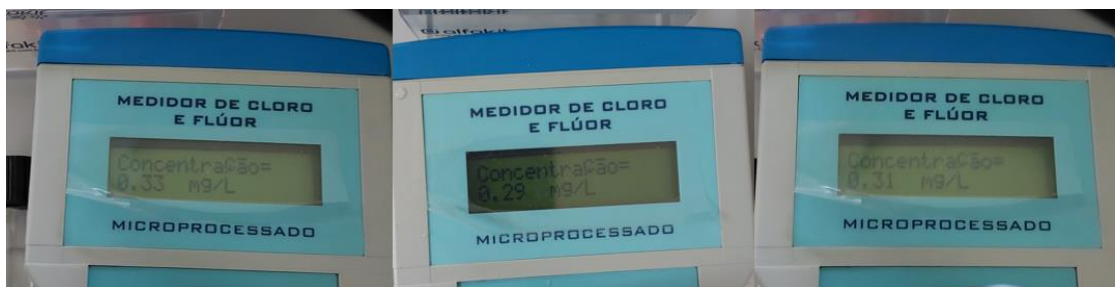 MEDIDOR DE CLORO
E FLÚOR
Concentração=
0.33 mg/L
MICROPROCESSADO
alfakit
MEDIDOR DE CLORO
E FLÚOR
Concentração=
0.29 mg/L
MICROPROCESSADO
MEDIDOR DE CLORO
E FLÚOR
Concentração=
0.31 mg/L
MICROPROCESSADO